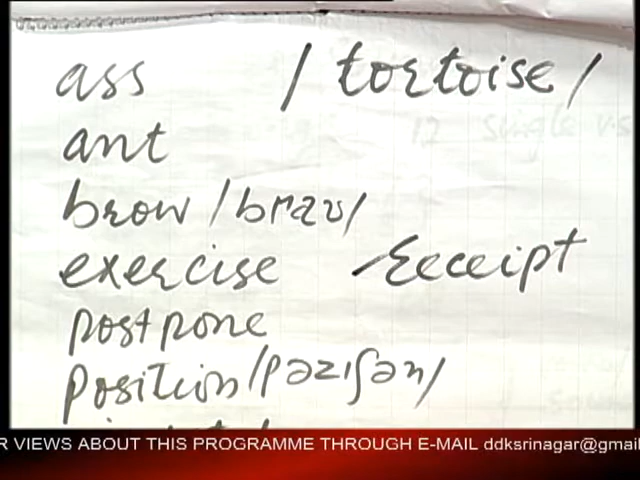 ass /tortoise/
ant
brow /braʊ/
exercise Receipt
postpone
Position /pəzɪʃən/
R VIEWS ABOUT THIS PROGRAMME THROUGH E-MAIL ddksrinagar@gmail